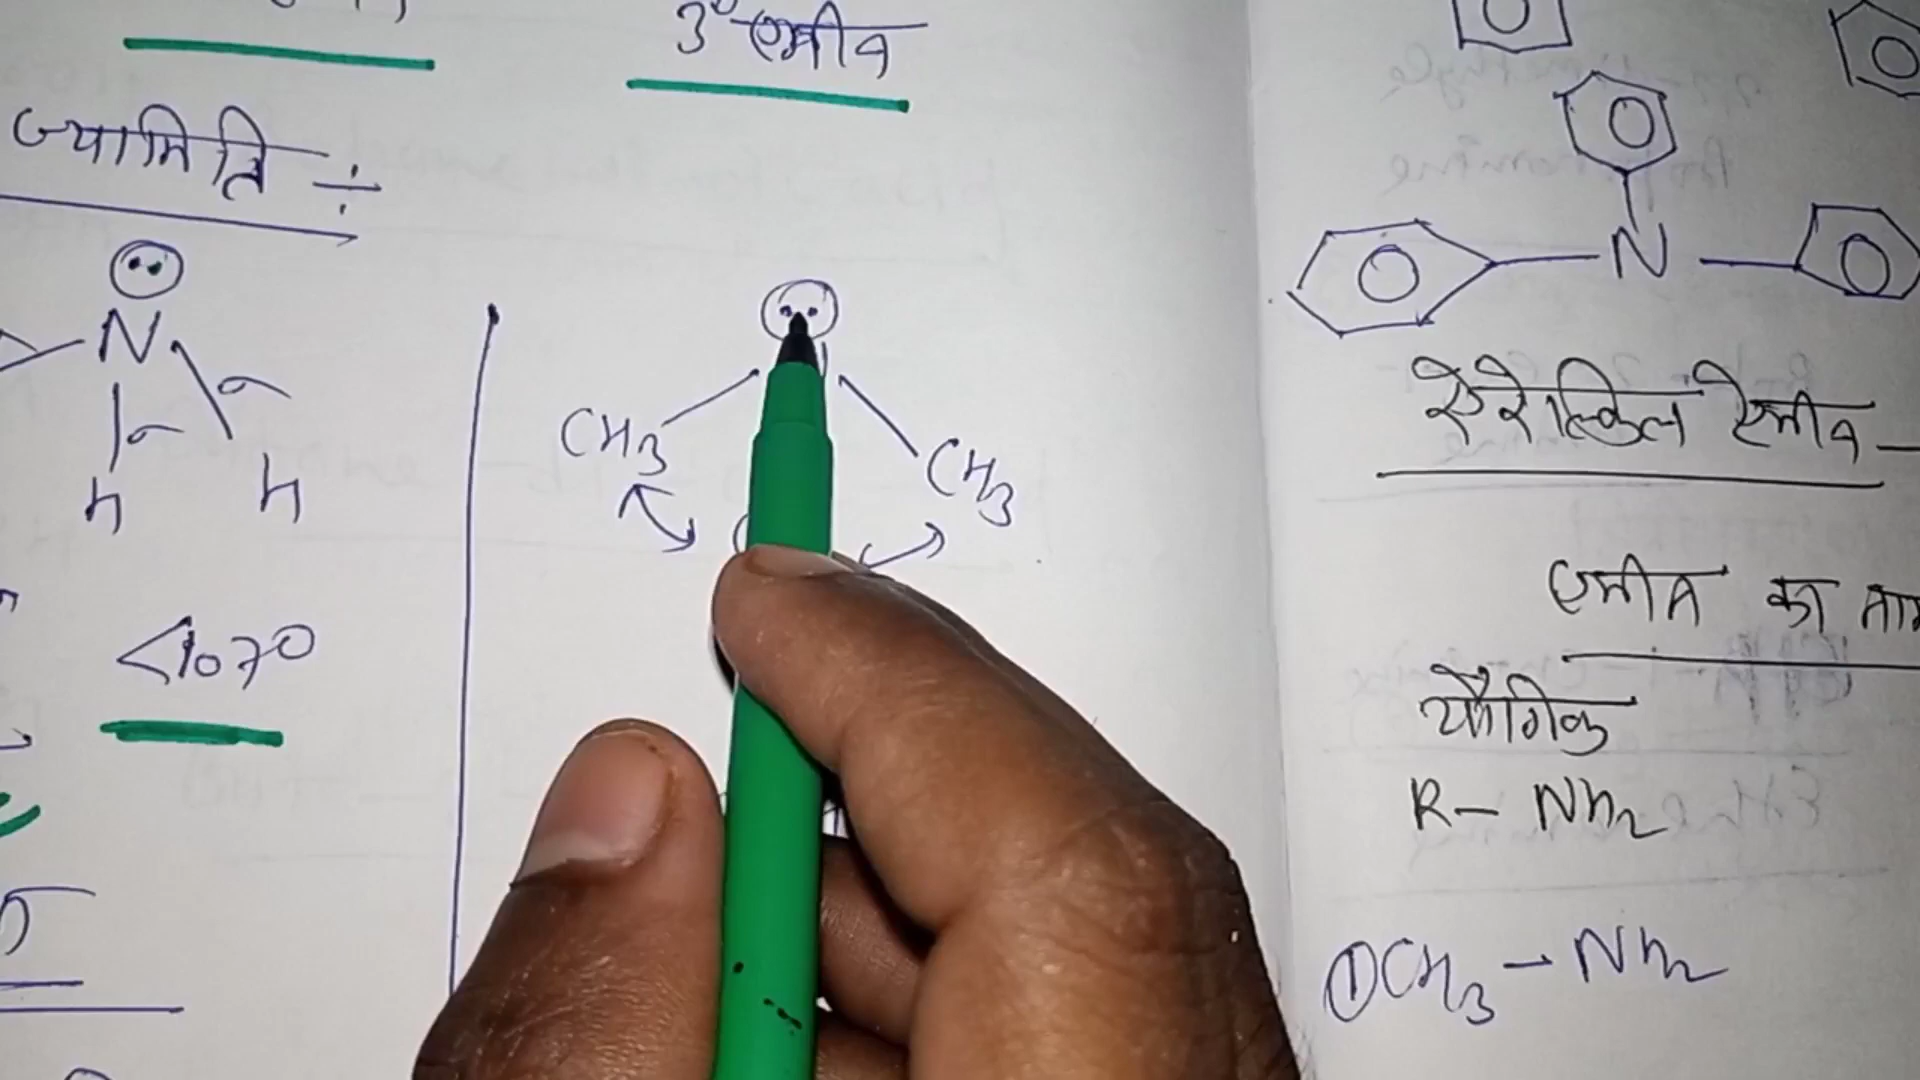 3° एमीन
ज्यामिति ÷
N
H H
<107°
CH3 CH3
N
ऐरेल्किल ऐमीन –
एमीन का नाम
यौगिक
R – NH2
① CH3 – NH2